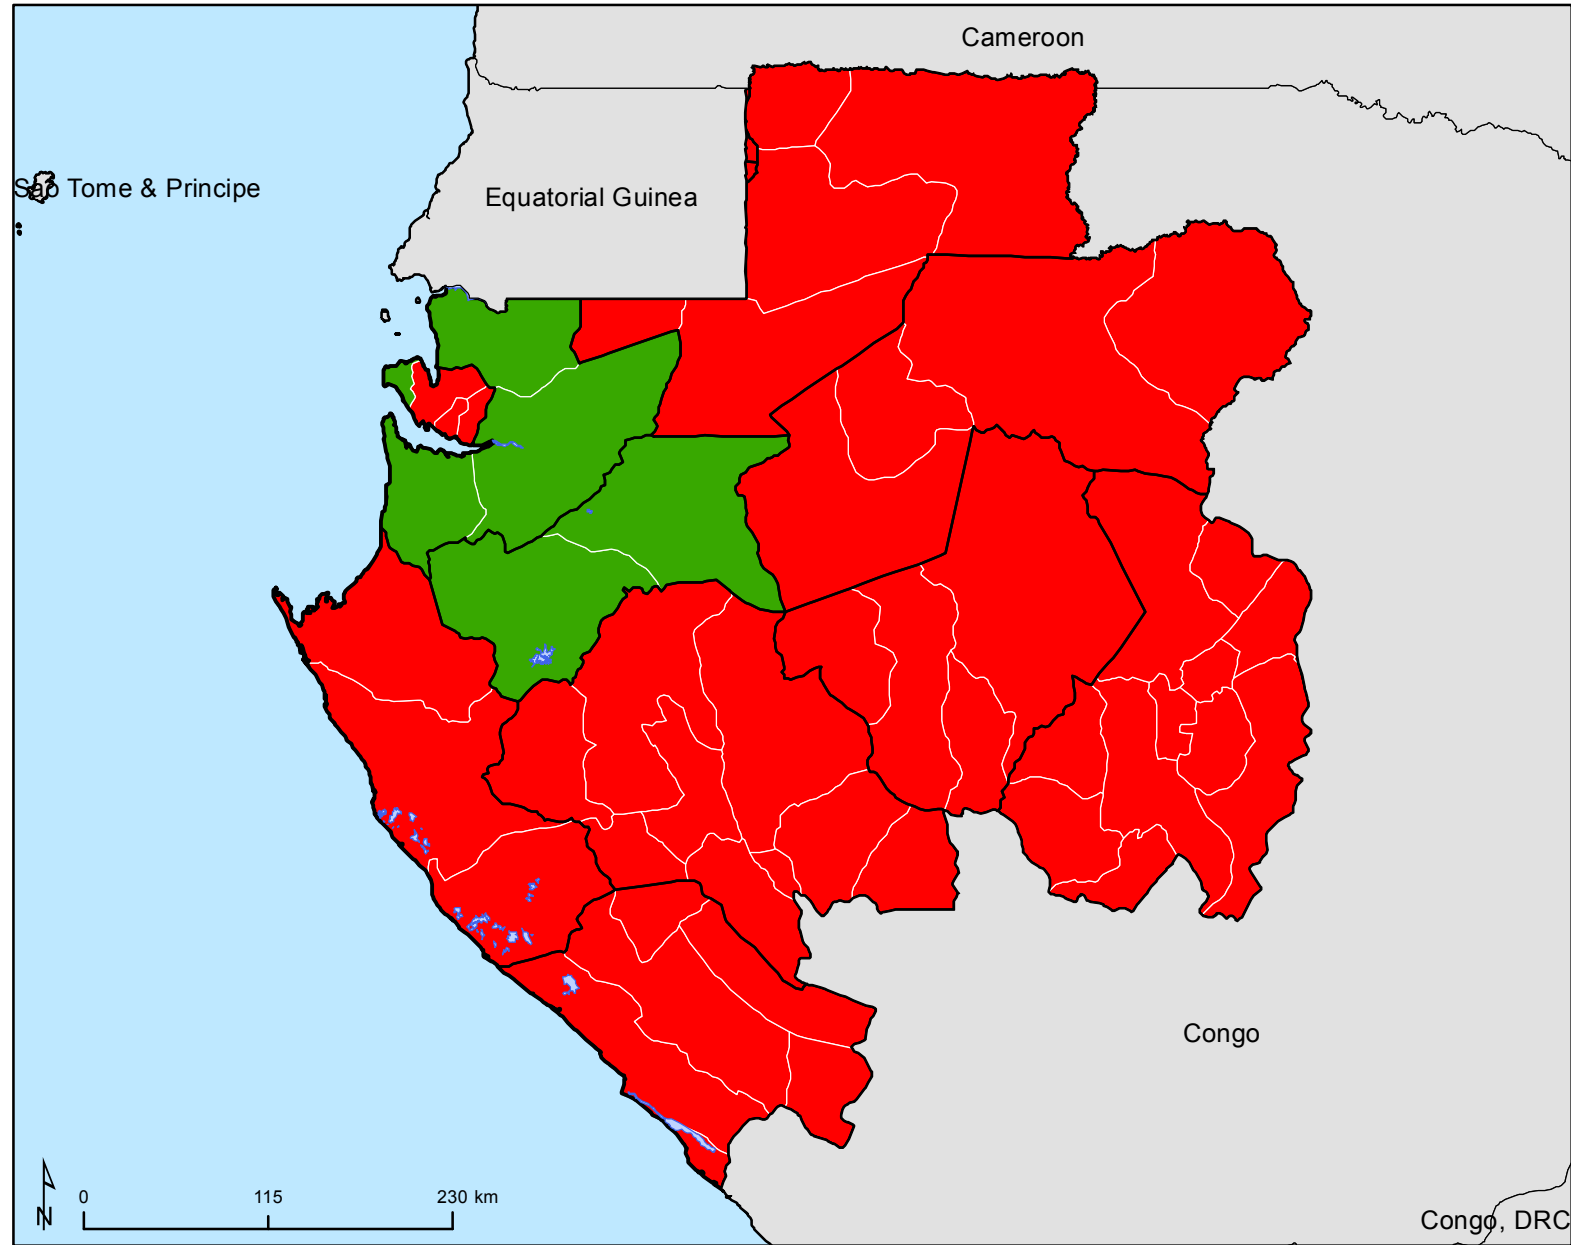 Cameroon
Sao Tome & Principe
Equatorial Guinea
Congo
N
0 115 230 km
Congo, DRC